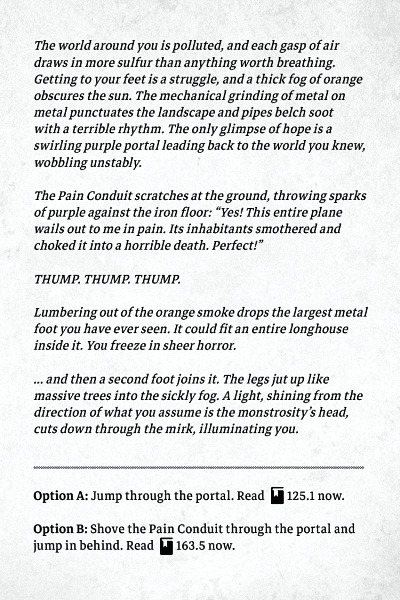 The world around you is polluted, and each gasp of air
draws in more sulfur than anything worth breathing.
Getting to your feet is a struggle, and a thick fog of orange
obscures the sun. The mechanical grinding of metal on
metal punctuates the landscape and pipes belch soot
with a terrible rhythm. The only glimpse of hope is a
swirling purple portal leading back to the world you knew,
wobbling unstably.
The Pain Conduit scratches at the ground, throwing sparks
of purple against the iron floor: “Yes! This entire plane
wails out to me in pain. Its inhabitants smothered and
choked it into a horrible death. Perfect!”
THUMP. THUMP. THUMP.
Lumbering out of the orange smoke drops the largest metal
foot you have ever seen. It could fit an entire longhouse
inside it. You freeze in sheer horror.
... and then a second foot joins it. The legs jut up like
massive trees into the sickly fog. A light, shining from the
direction of what you assume is the monstrosity’s head,
cuts down through the mirk, illuminating you.
Option A: Jump through the portal. Read 125.1 now.
Option B: Shove the Pain Conduit through the portal and
jump in behind. Read 163.5 now.